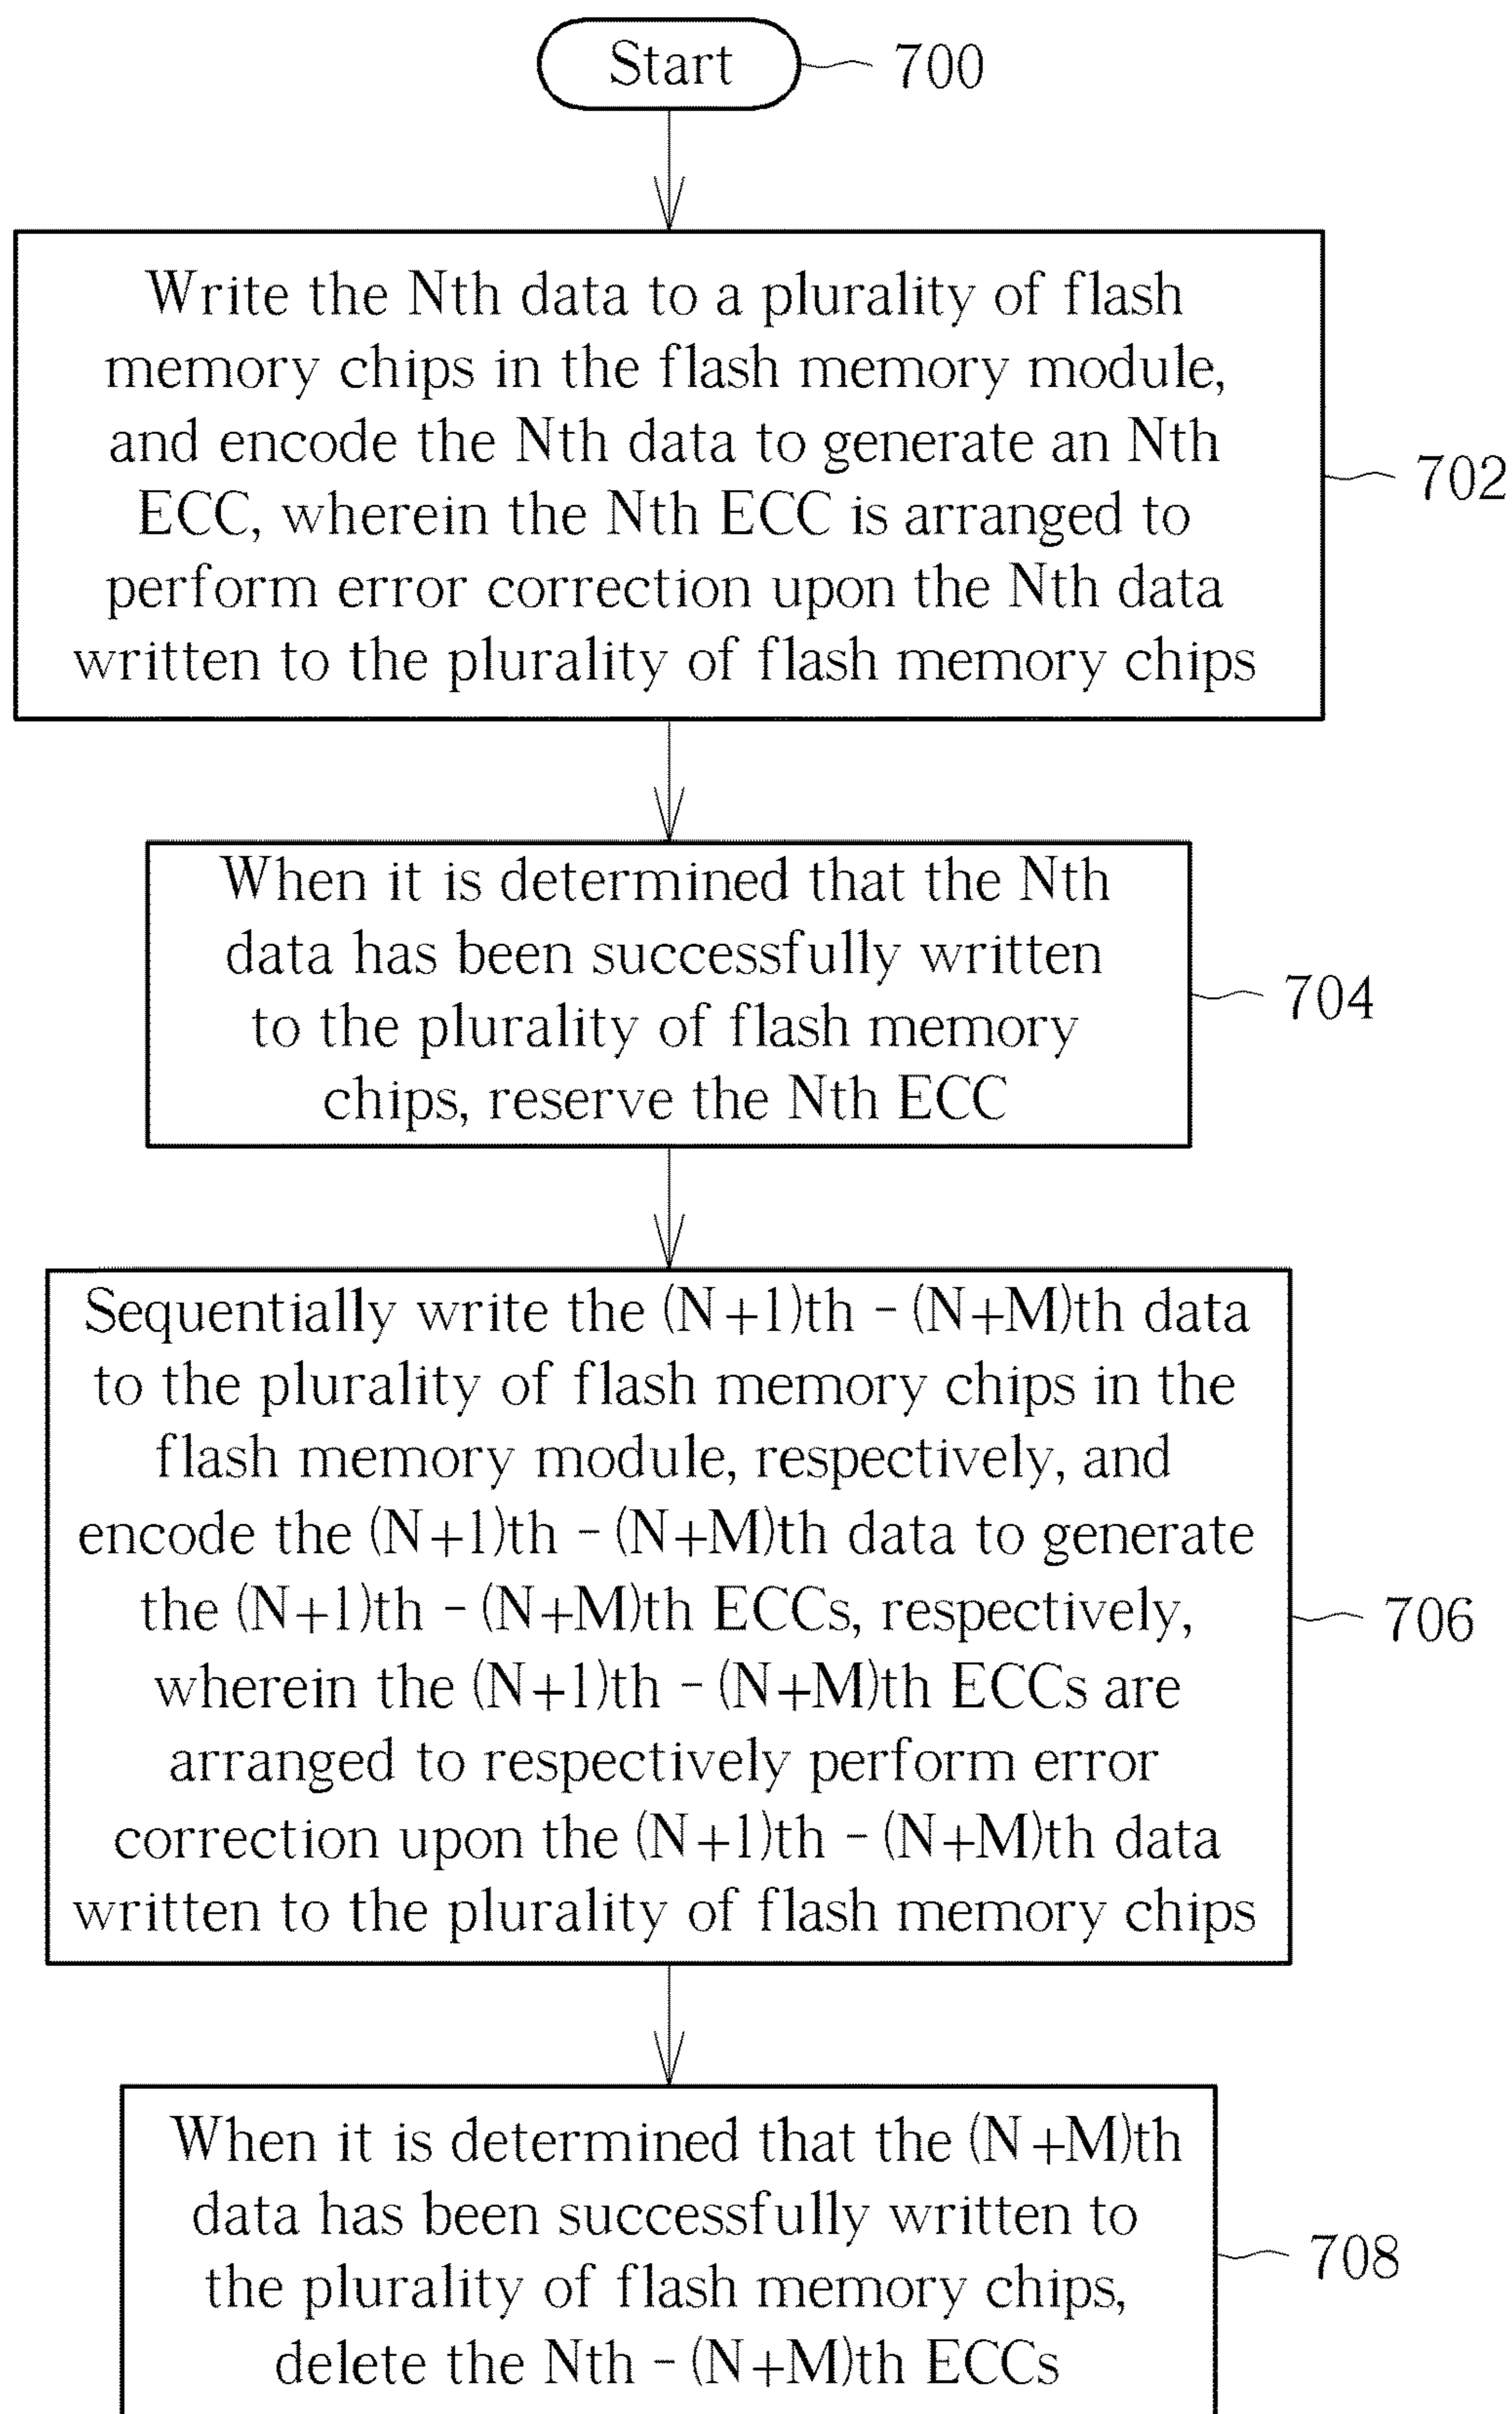 Start
700
Write the Nth data to a plurality of flash
memory chips in the flash memory module,
and encode the Nth data to generate an Nth
ECC, wherein the Nth ECC is arranged to
perform error correction upon the Nth data
written to the plurality of flash memory chips
702
When it is determined that the Nth
data has been successfully written
to the plurality of flash memory
chips, reserve the Nth ECC
704
Sequentially write the (N+1)th - (N+M)th data
to the plurality of flash memory chips in the
flash memory module, respectively, and
encode the (N+1)th - (N+M)th data to generate
the (N+1)th - (N+M)th ECCs, respectively,
wherein the (N+1)th - (N+M)th ECCs are
arranged to respectively perform error
correction upon the (N+1)th - (N+M)th data
written to the plurality of flash memory chips
706
When it is determined that the (N+M)th
data has been successfully written to
the plurality of flash memory chips,
delete the Nth - (N+M)th ECCs
708